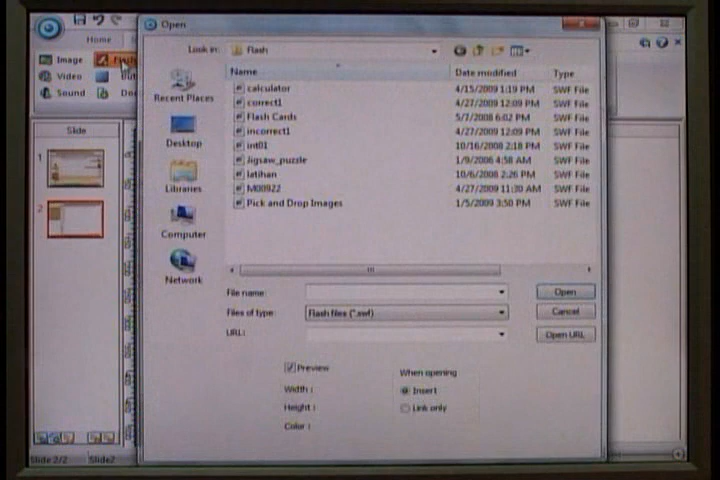 Open
Home
Look in: Flash
Image Flash
Video
Sound
Name Date modified Type
calculator 4/15/2009 1:19 PM SWF File
correct1 4/27/2009 12:09 PM SWF File
Flash Cards 5/7/2008 6:02 PM SWF File
incorrect1 4/27/2009 12:09 PM SWF File
int01 10/16/2008 2:18 PM SWF File
Jigsaw_puzzle 1/9/2006 4:58 AM SWF File
latihan 10/6/2008 2:26 PM SWF File
M00922 4/27/2009 11:30 AM SWF File
Pick and Drop Images 1/5/2009 3:50 PM SWF File
Recent Places
Desktop
Libraries
Computer
Network
Slide
1
2
File name: Open
Files of type: Flash files (*.swf) Cancel
URL: Open URL
Preview When opening
Width : Insert
Height : Link only
Color :
Slide 2/2 Slide2